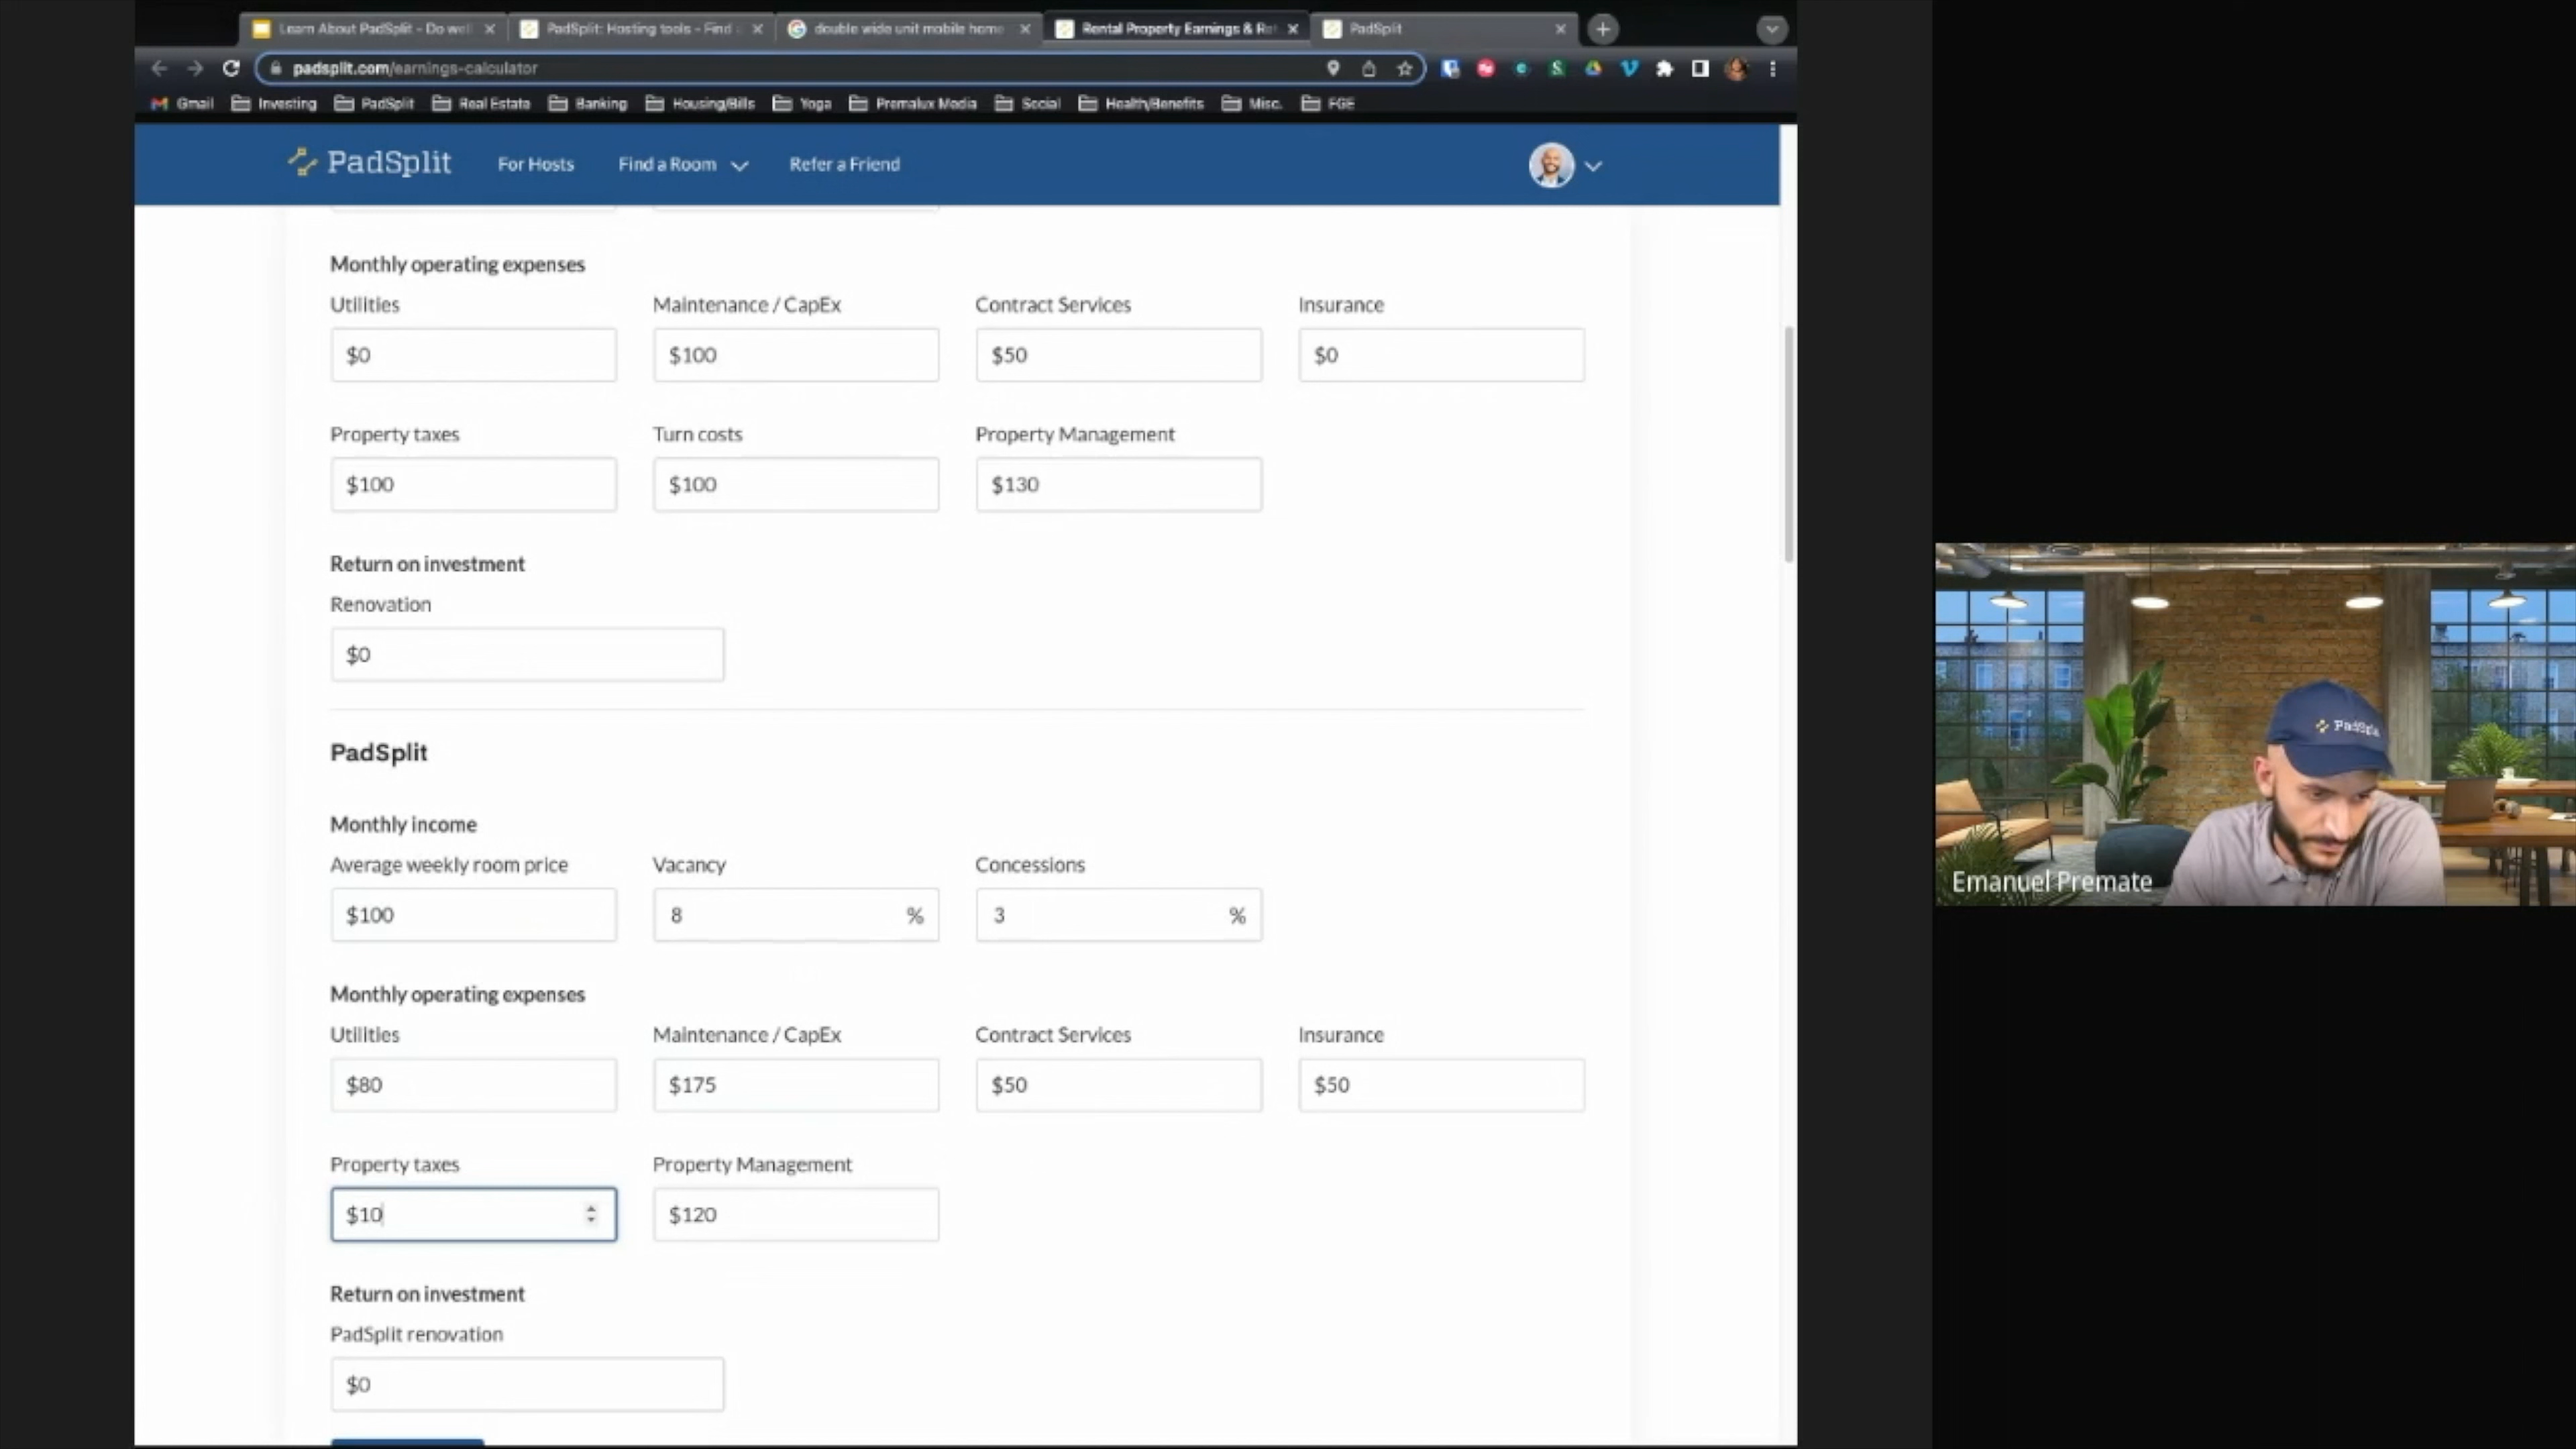 Learn About PadSplit - Do wel
PadSplit: Hosting tools - Find
double wide unit mobile home
Rental Property Earnings & Ret
PadSplit
padsplit.com/earnings-calculator
Gmail Investing PadSplit Real Estate Banking Housing/Bills Yoga Premalux Media Social Health/Benefits Misc. FGE
PadSplit For Hosts Find a Room Refer a Friend
Monthly operating expenses
Utilities Maintenance / CapEx Contract Services Insurance
$0 $100 $50 $0
Property taxes Turn costs Property Management
$100 $100 $130
Return on investment
Renovation
$0
PadSplit
Monthly income
Average weekly room price Vacancy Concessions
$100 8 % 3 %
Monthly operating expenses
Utilities Maintenance / CapEx Contract Services Insurance
$80 $175 $50 $50
Property taxes Property Management
$10 $120
Return on investment
PadSplit renovation
$0
PadSplit
Emanuel Premate